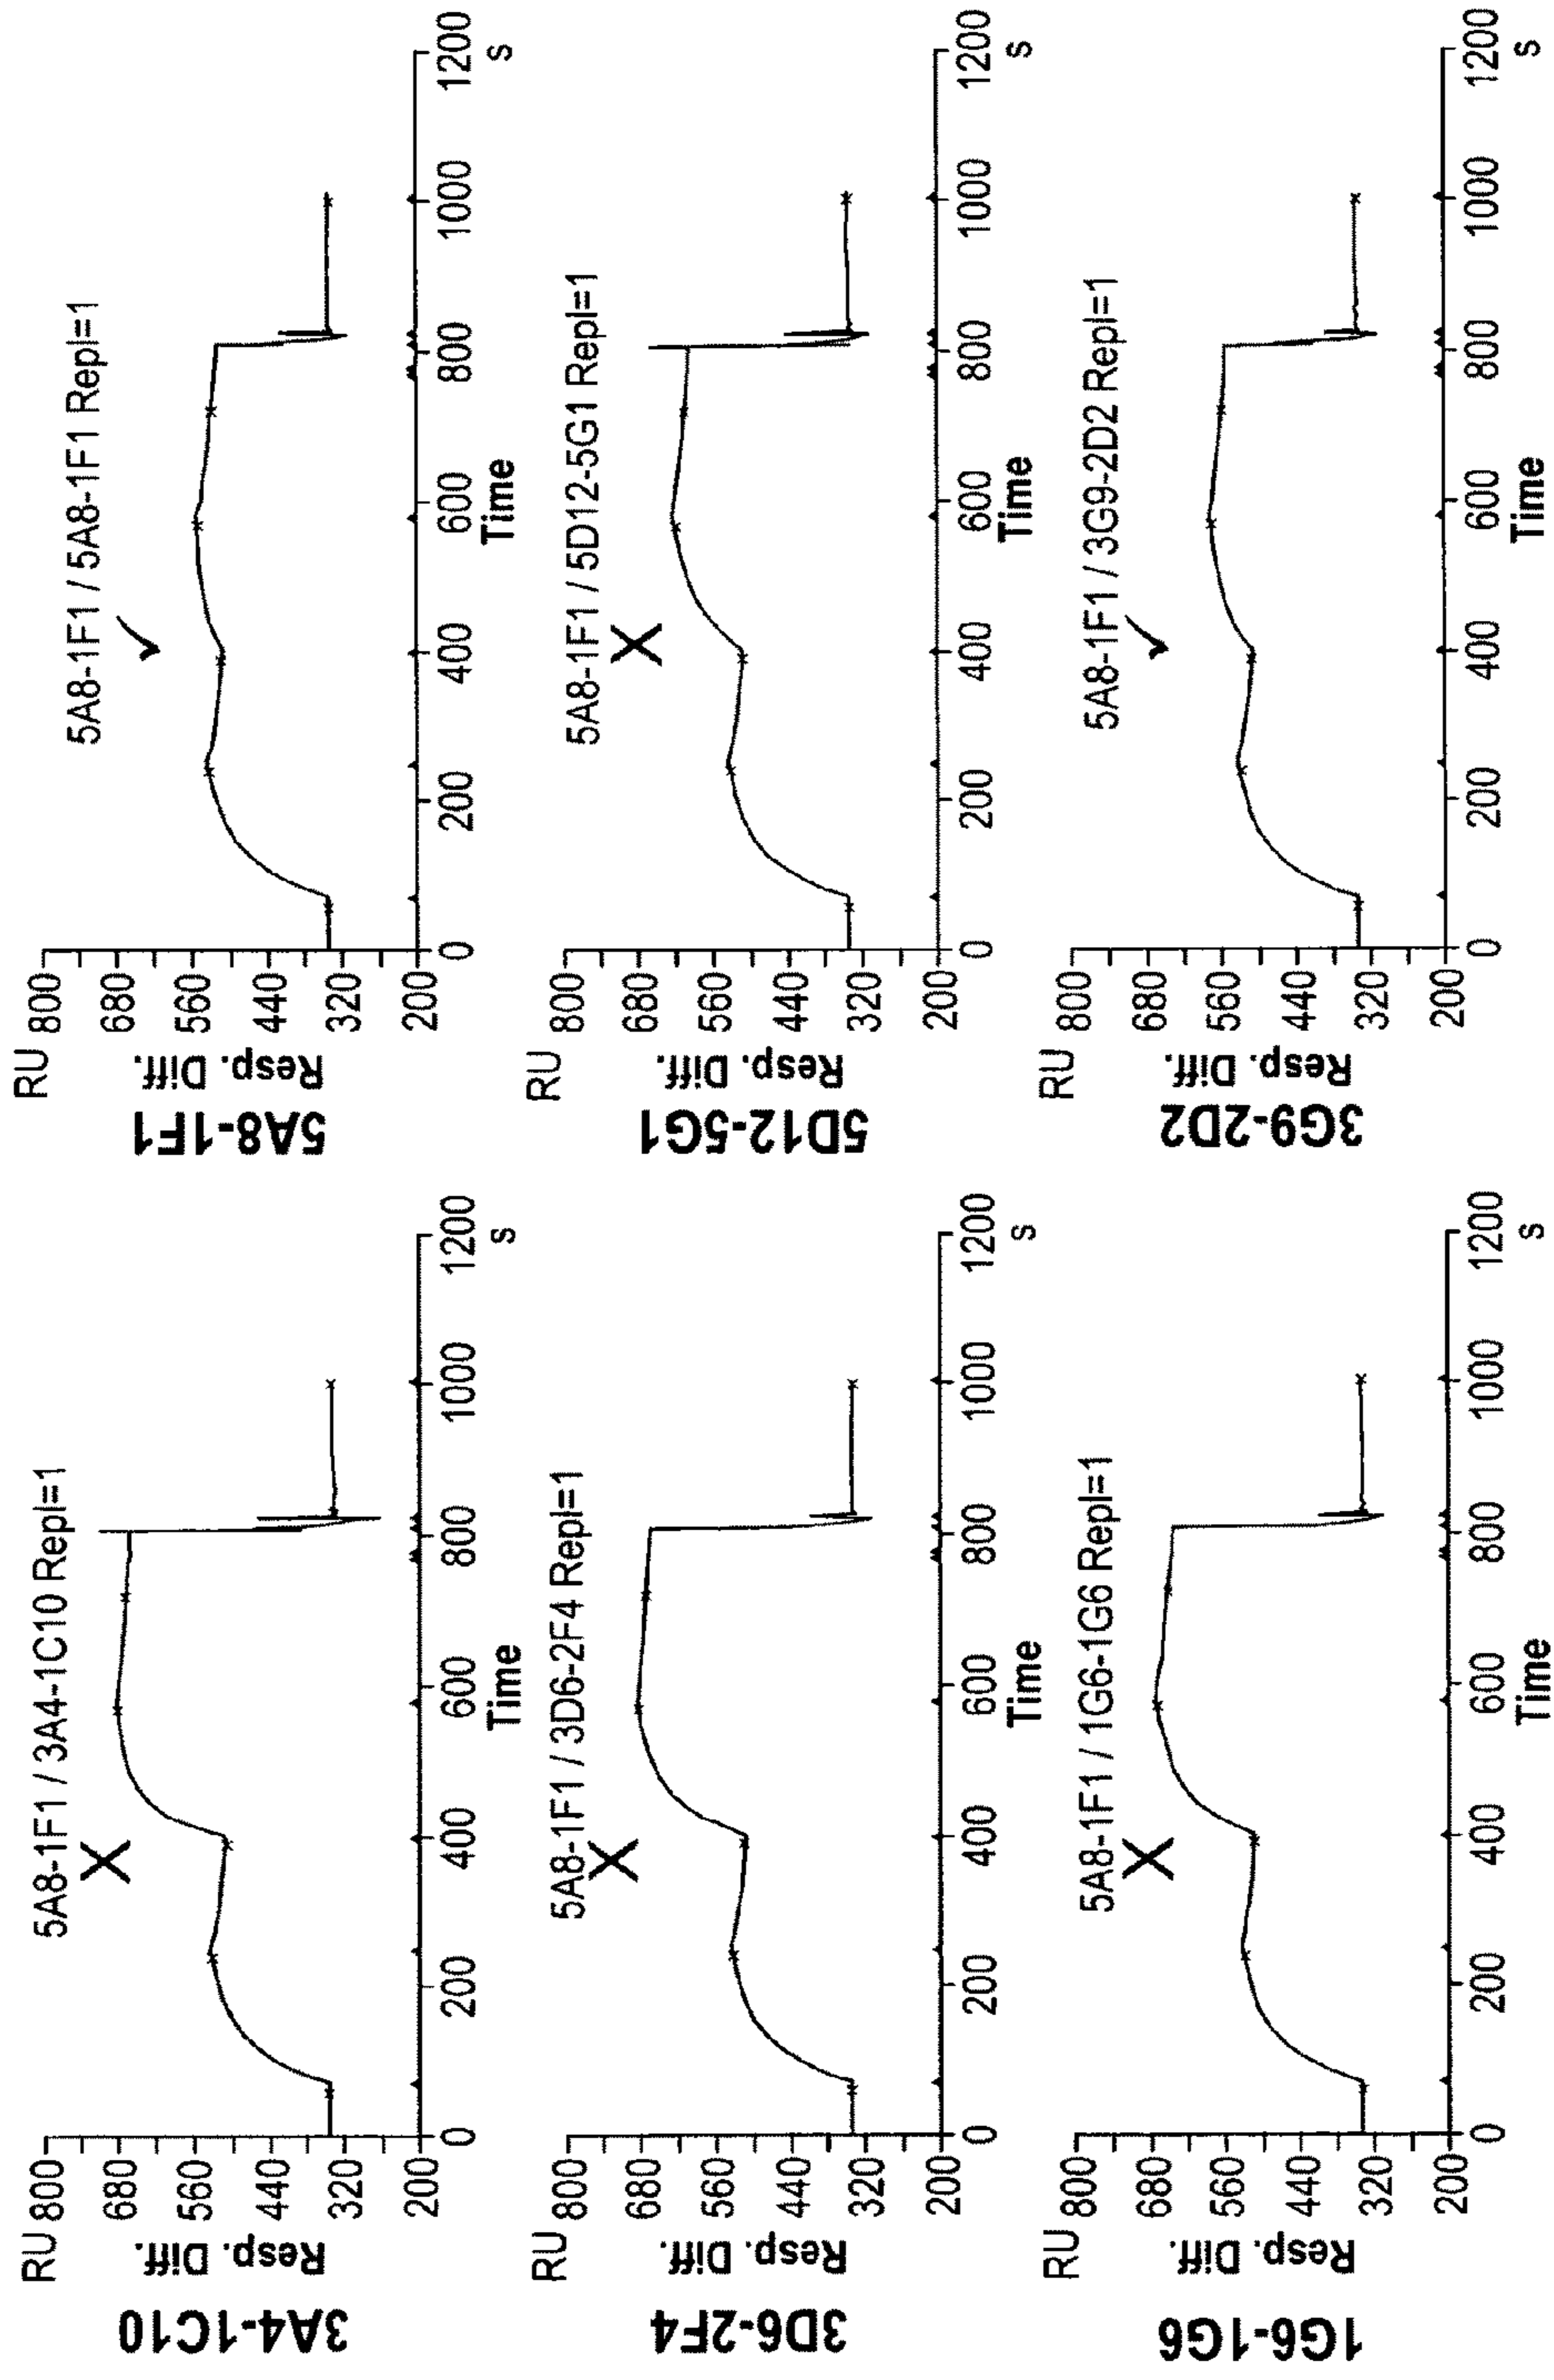 3A4-1C10
RU
5A8-1F1 / 3A4-1C10 Repl=1
X
Resp. Diff.
800
680
560
440
320
200
0
200
400
600
800
1000
1200
Time
s
5A8-1F1
RU
5A8-1F1 / 5A8-1F1 Repl=1
✓
Resp. Diff.
800
680
560
440
320
200
0
200
400
600
800
1000
1200
Time
s
3D6-2F4
RU
5A8-1F1 / 3D6-2F4 Repl=1
X
Resp. Diff.
800
680
560
440
320
200
0
200
400
600
800
1000
1200
Time
s
5D12-5G1
RU
5A8-1F1 / 5D12-5G1 Repl=1
X
Resp. Diff.
800
680
560
440
320
200
0
200
400
600
800
1000
1200
Time
s
1G6-1G6
RU
5A8-1F1 / 1G6-1G6 Repl=1
X
Resp. Diff.
800
680
560
440
320
200
0
200
400
600
800
1000
1200
Time
s
3G9-2D2
RU
5A8-1F1 / 3G9-2D2 Repl=1
✓
Resp. Diff.
800
680
560
440
320
200
0
200
400
600
800
1000
1200
Time
s